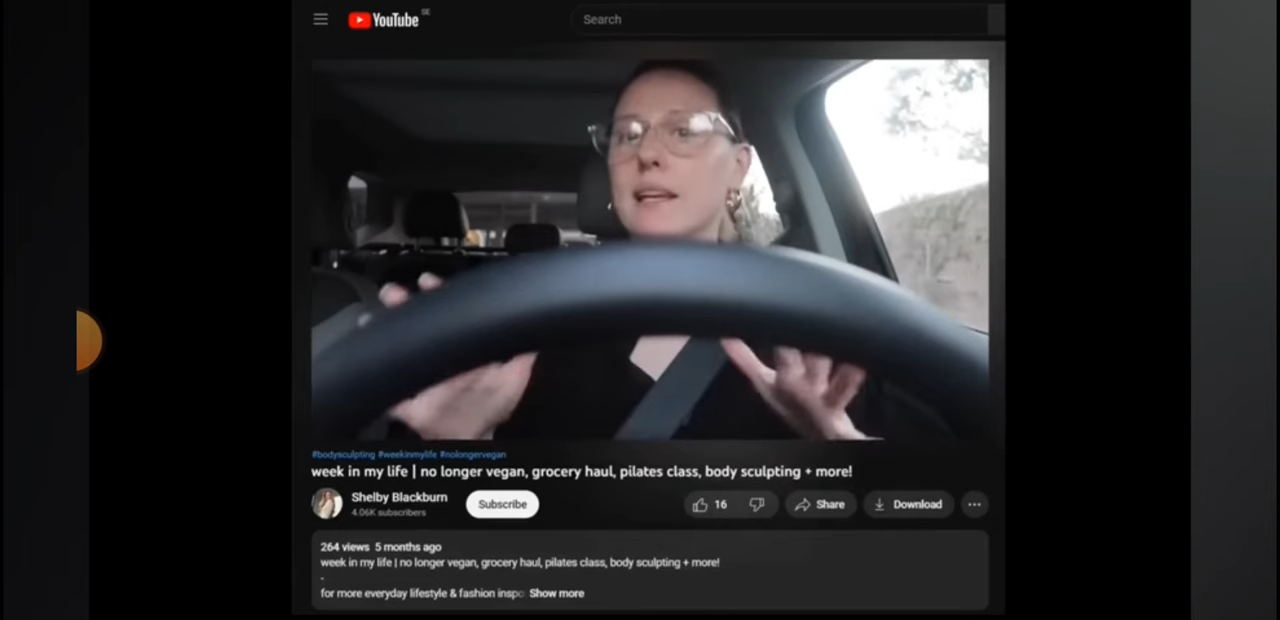 YouTube SE
Search
#bodysculpting #weekinmylife #nolongervegan
week in my life | no longer vegan, grocery haul, pilates class, body sculpting + more!
Shelby Blackburn
4.06K subscribers
Subscribe
16
Share
Download
264 views 5 months ago
week in my life | no longer vegan, grocery haul, pilates class, body sculpting + more!
-
for more everyday lifestyle & fashion inspo Show more